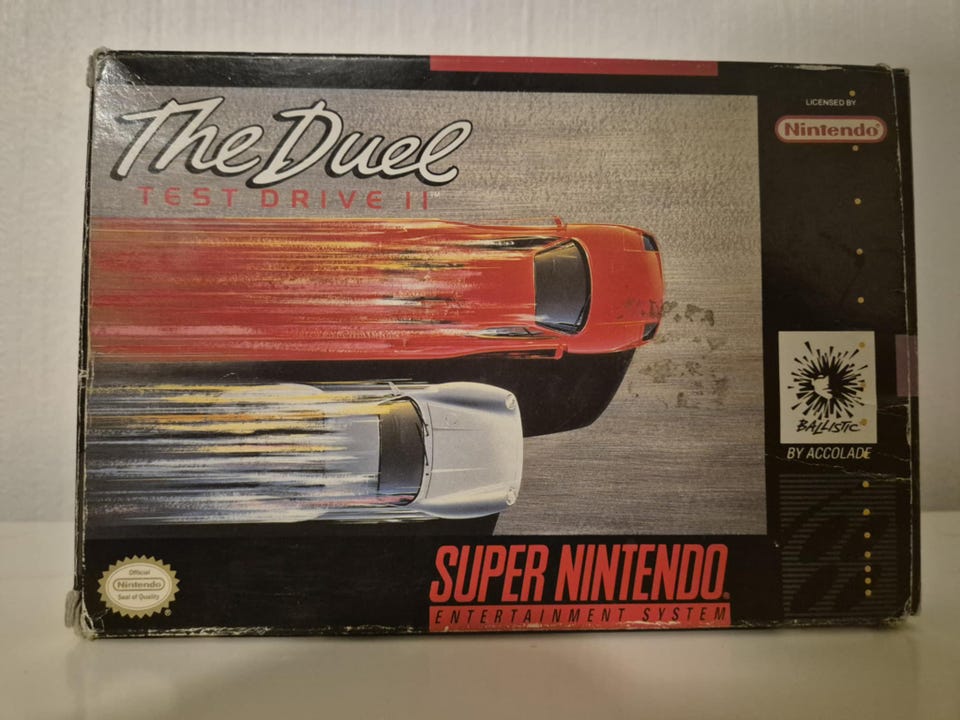 The Duel
TEST DRIVE II
LICENSED BY
Nintendo®
BALLISTIC
BY ACCOLADE
Official
Nintendo
Seal of Quality
SUPER NINTENDO®
ENTERTAINMENT SYSTEM